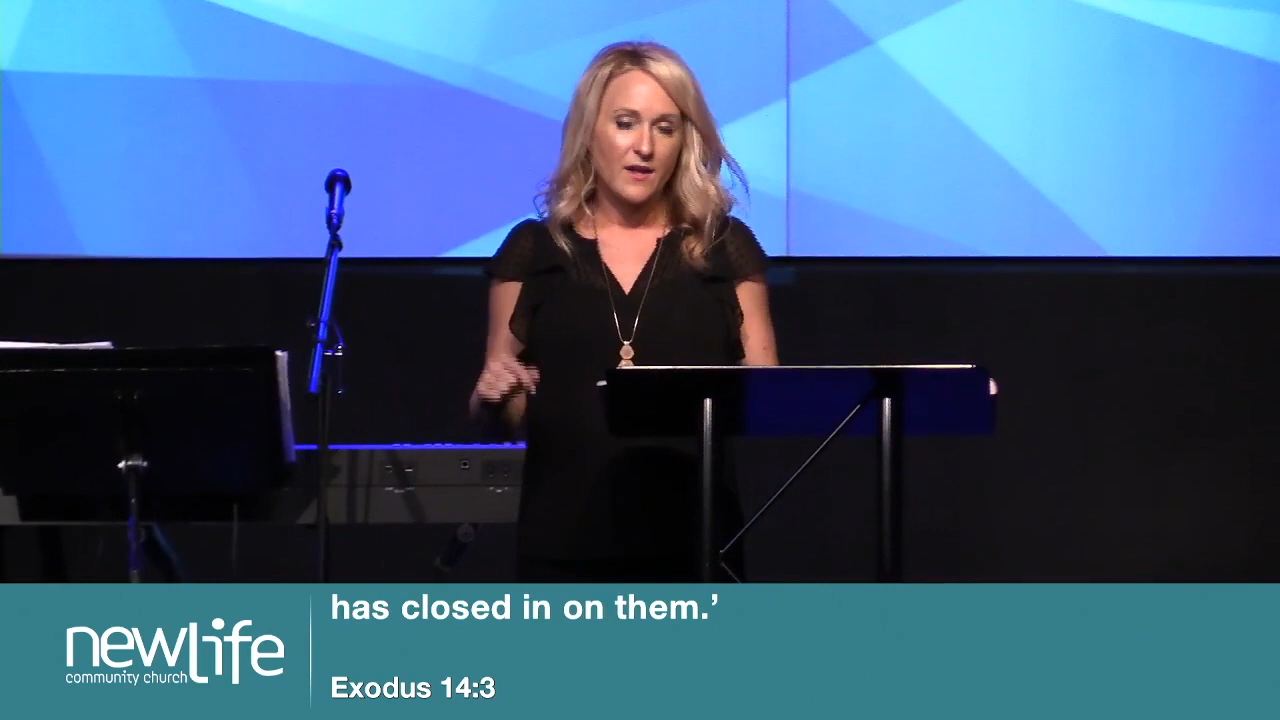 has closed in on them.’
newlife
community church
Exodus 14:3